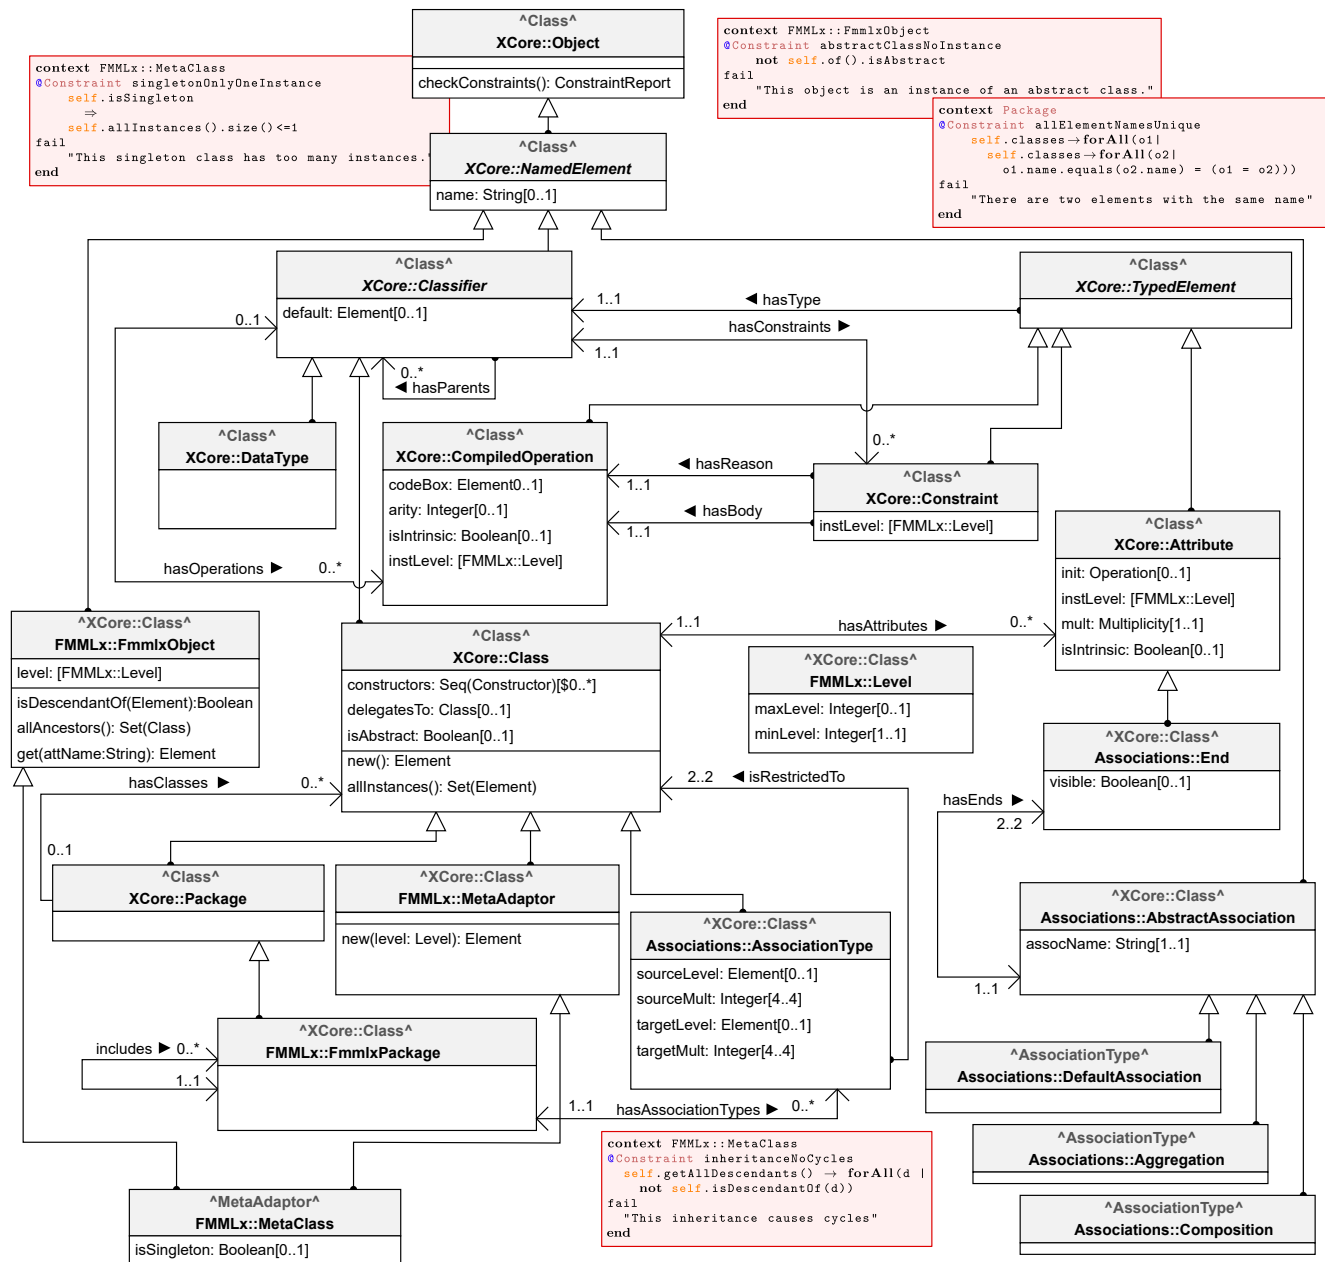 ^Class^
XCore::Object
checkConstraints(): ConstraintReport
context FMMLx::MetaClass
@Constraint singletonOnlyOneInstance
self.isSingleton
⇒
self.allInstances().size()<=1
fail
"This singleton class has too many instances."
end
context FMMLx::FmmlxObject
@Constraint abstractClassNoInstance
not self.of().isAbstract
fail
"This object is an instance of an abstract class."
end
context Package
@Constraint allElementNamesUnique
self.classes→forAll(o1|
self.classes→forAll(o2|
o1.name.equals(o2.name) = (o1 = o2)))
fail
"There are two elements with the same name"
end
^Class^
XCore::NamedElement
name: String[0..1]
^Class^
XCore::Classifier
default: Element[0..1]
^Class^
XCore::TypedElement
1..1
◄ hasType
hasConstraints ►
1..1
0..1
0..*
◄ hasParents
0..*
^Class^
XCore::DataType
^Class^
XCore::CompiledOperation
codeBox: Element0..1]
arity: Integer[0..1]
isIntrinsic: Boolean[0..1]
instLevel: [FMMLx::Level]
◄ hasReason
1..1
◄ hasBody
1..1
^Class^
XCore::Constraint
instLevel: [FMMLx::Level]
^Class^
XCore::Attribute
init: Operation[0..1]
instLevel: [FMMLx::Level]
mult: Multiplicity[1..1]
isIntrinsic: Boolean[0..1]
hasOperations ►
0..*
^XCore::Class^
FMMLx::FmmlxObject
level: [FMMLx::Level]
isDescendantOf(Element):Boolean
allAncestors(): Set(Class)
get(attName:String): Element
^Class^
XCore::Class
constructors: Seq(Constructor)[$0..*]
delegatesTo: Class[0..1]
isAbstract: Boolean[0..1]
new(): Element
allInstances(): Set(Element)
1..1
hasAttributes ►
0..*
^XCore::Class^
FMMLx::Level
maxLevel: Integer[0..1]
minLevel: Integer[1..1]
^XCore::Class^
Associations::End
visible: Boolean[0..1]
hasClasses ►
0..*
0..1
2..2
◄ isRestrictedTo
hasEnds ►
2..2
1..1
^Class^
XCore::Package
^XCore::Class^
FMMLx::MetaAdaptor
new(level: Level): Element
^XCore::Class^
Associations::AssociationType
sourceLevel: Element[0..1]
sourceMult: Integer[4..4]
targetLevel: Element[0..1]
targetMult: Integer[4..4]
^XCore::Class^
Associations::AbstractAssociation
assocName: String[1..1]
^XCore::Class^
FMMLx::FmmlxPackage
includes ►
0..*
1..1
1..1
hasAssociationTypes ►
0..*
^AssociationType^
Associations::DefaultAssociation
^AssociationType^
Associations::Aggregation
^AssociationType^
Associations::Composition
context FMMLx::MetaClass
@Constraint inheritanceNoCycles
self.getAllDescendants() → forAll(d |
not self.isDescendantOf(d))
fail
"This inheritance causes cycles"
end
^MetaAdaptor^
FMMLx::MetaClass
isSingleton: Boolean[0..1]